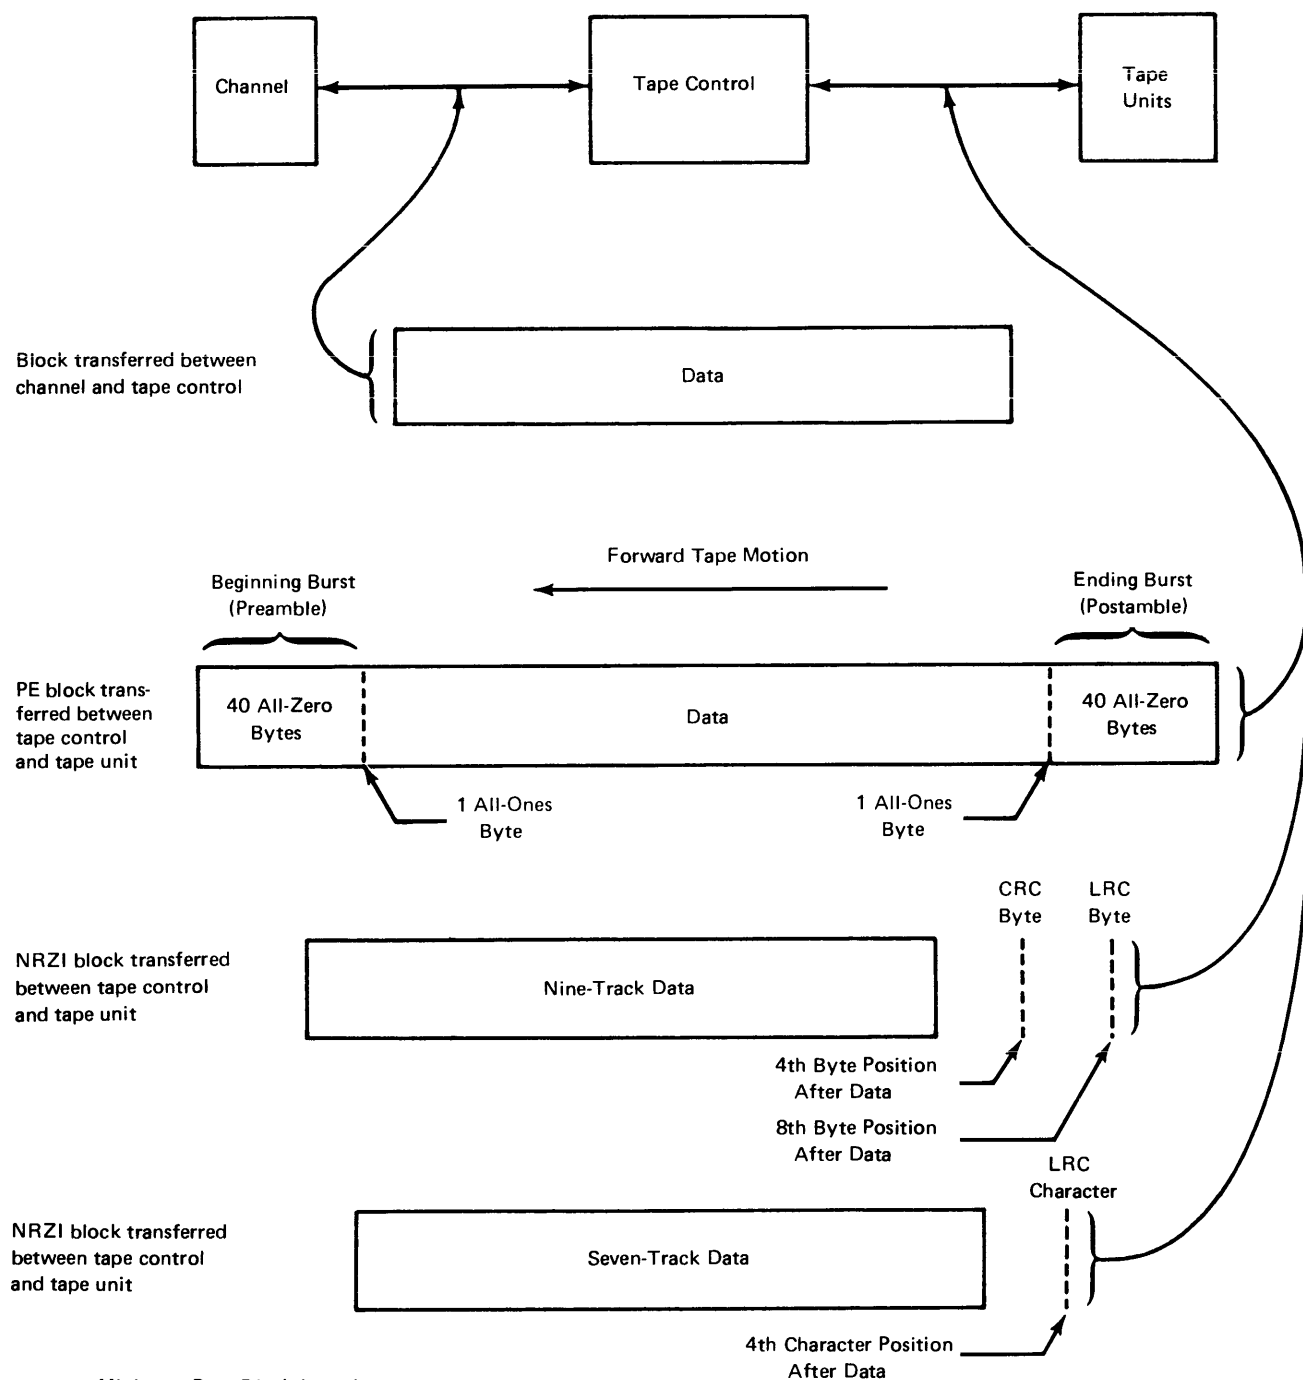 Channel
Tape Control
Tape
Units
Block transferred between
channel and tape control
Data
Forward Tape Motion
Beginning Burst
(Preamble)
Ending Burst
(Postamble)
PE block trans-
ferred between
tape control
and tape unit
40 All-Zero
Bytes
Data
40 All-Zero
Bytes
1 All-Ones
Byte
1 All-Ones
Byte
CRC
Byte
LRC
Byte
NRZI block transferred
between tape control
and tape unit
Nine-Track Data
4th Byte Position
After Data
8th Byte Position
After Data
LRC
Character
NRZI block transferred
between tape control
and tape unit
Seven-Track Data
4th Character Position
After Data